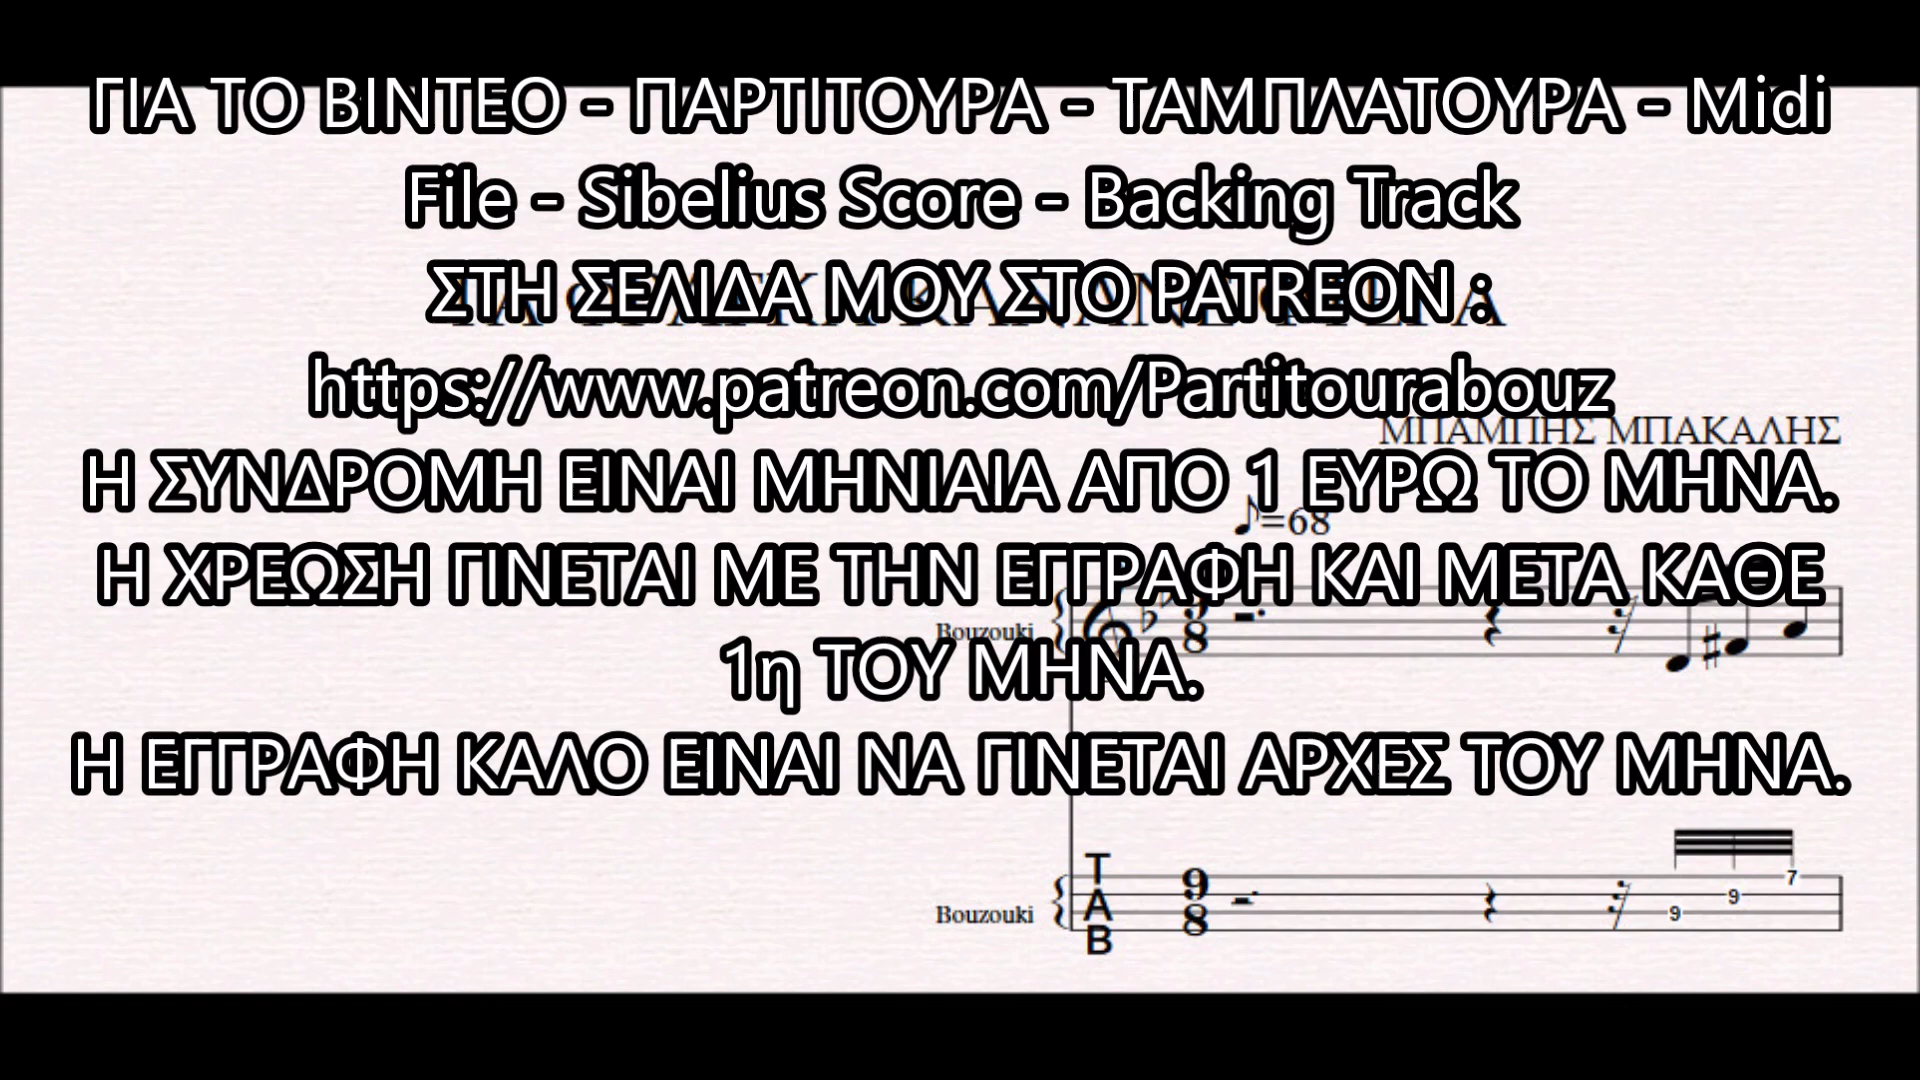 ΓΙΑ ΤΟ ΒΙΝΤΕΟ - ΠΑΡΤΙΤΟΥΡΑ - ΤΑΜΠΛΑΤΟΥΡΑ - Midi
File - Sibelius Score - Backing Track
ΣΤΗ ΣΕΛΙΔΑ ΜΟΥ ΣΤΟ PATREON :
https://www.patreon.com/Partitourabouz
ΜΠΑΜΠΗΣ ΜΠΑΚΑΛΗΣ
Η ΣΥΝΔΡΟΜΗ ΕΙΝΑΙ ΜΗΝΙΑΙΑ ΑΠΟ 1 ΕΥΡΩ ΤΟ ΜΗΝΑ.
♪=68
Η ΧΡΕΩΣΗ ΓΙΝΕΤΑΙ ΜΕ ΤΗΝ ΕΓΓΡΑΦΗ ΚΑΙ ΜΕΤΑ ΚΑΘΕ
Bouzouki
9
8
1η ΤΟΥ ΜΗΝΑ.
Η ΕΓΓΡΑΦΗ ΚΑΛΟ ΕΙΝΑΙ ΝΑ ΓΙΝΕΤΑΙ ΑΡΧΕΣ ΤΟΥ ΜΗΝΑ.
Bouzouki
T
A
B
9
8
9 9 7